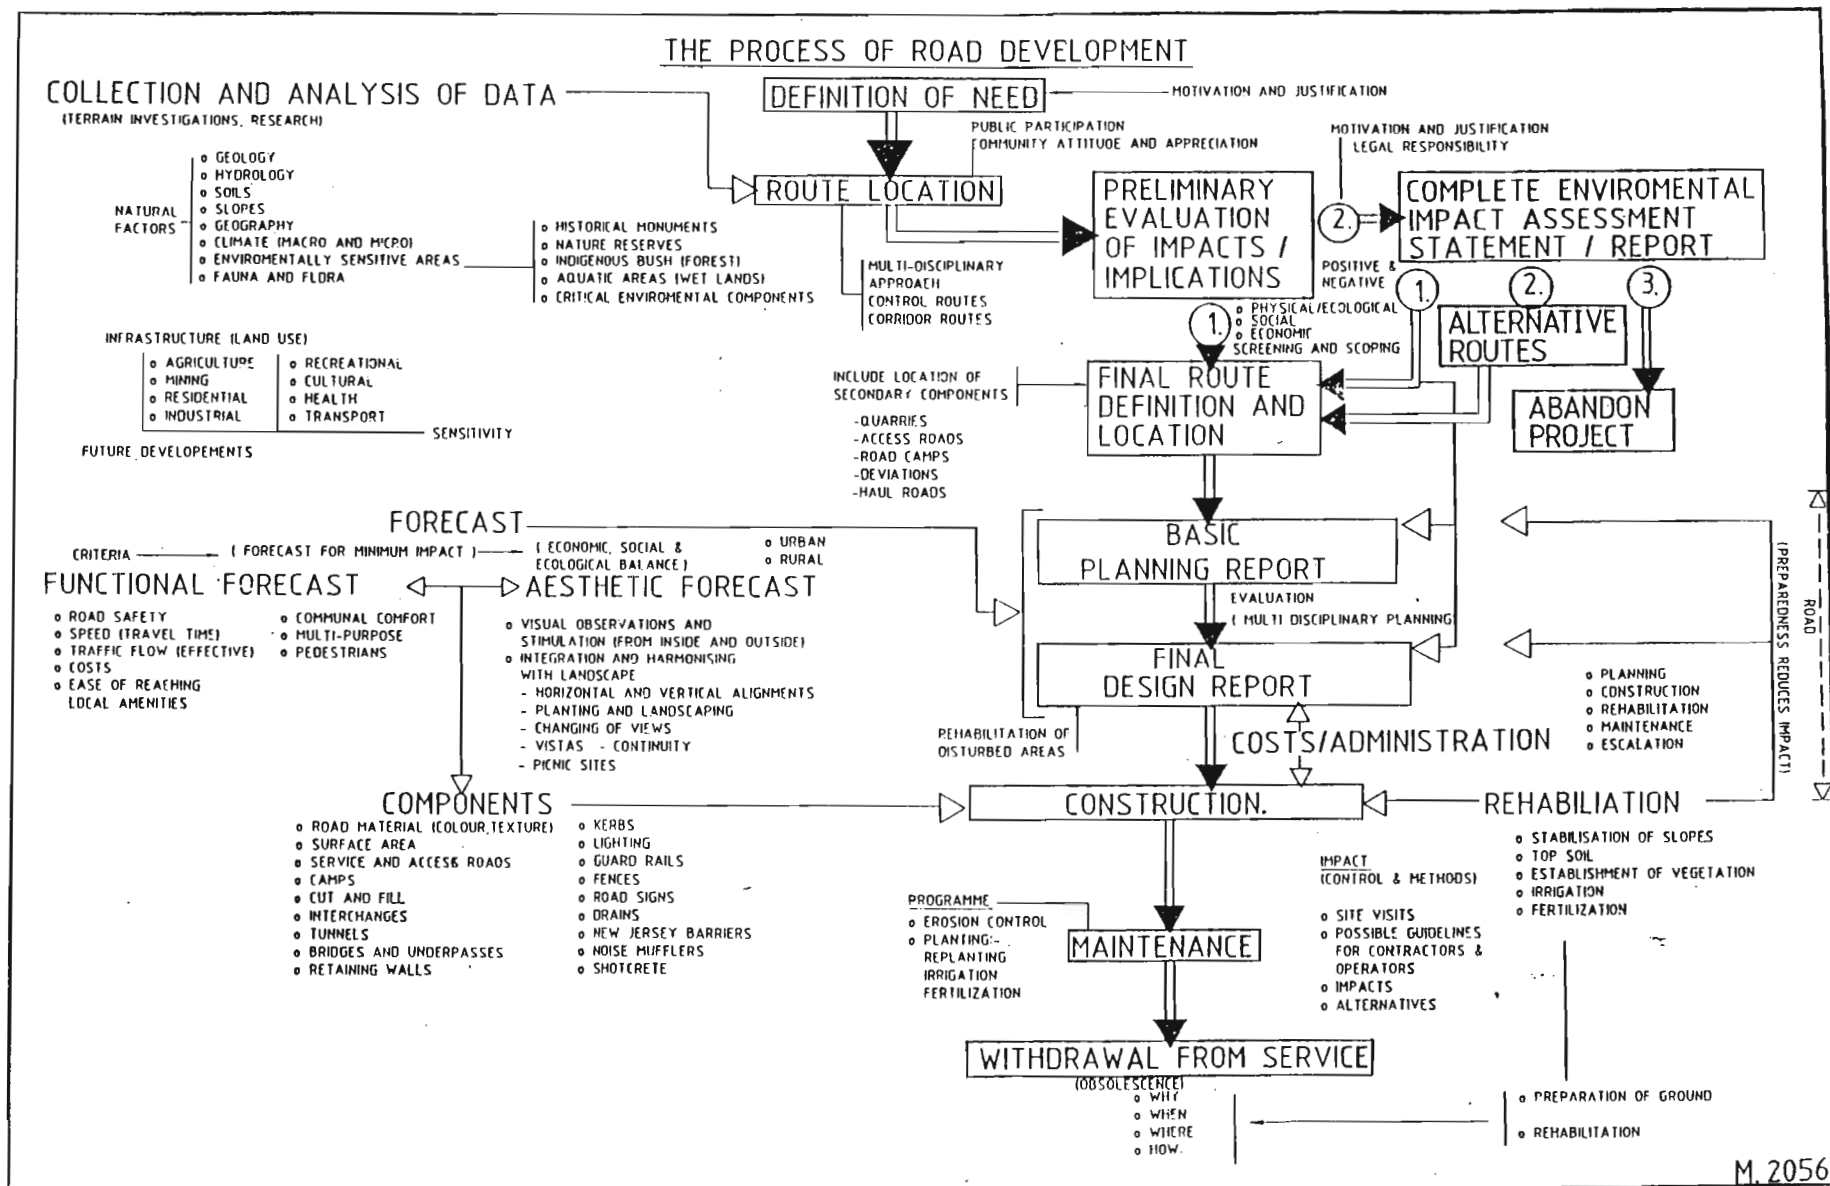 THE PROCESS OF ROAD DEVELOPMENT
COLLECTION AND ANALYSIS OF DATA
(TERRAIN INVESTIGATIONS, RESEARCH)
NATURAL
FACTORS
o GEOLOGY
o HYDROLOGY
o SOILS
o SLOPES
o GEOGRAPHY
o CLIMATE (MACRO AND MICRO)
o ENVIROMENTALLY SENSITIVE AREAS
o FAUNA AND FLORA
o HISTORICAL MONUMENTS
o NATURE RESERVES
o INDIGENOUS BUSH (FOREST)
o AQUATIC AREAS (WET LANDS)
o CRITICAL ENVIROMENTAL COMPONENTS
INFRASTRUCTURE (LAND USE)
o AGRICULTURE
o MINING
o RESIDENTIAL
o INDUSTRIAL
o RECREATIONAL
o CULTURAL
o HEALTH
o TRANSPORT
SENSITIVITY
FUTURE DEVELOPEMENTS
DEFINITION OF NEED
MOTIVATION AND JUSTIFICATION
PUBLIC PARTICIPATION
COMMUNITY ATTITUDE AND APPRECIATION
ROUTE LOCATION
MULTI-DISCIPLINARY
APPROACH
CONTROL ROUTES
CORRIDOR ROUTES
PRELIMINARY
EVALUATION
OF IMPACTS /
IMPLICATIONS
MOTIVATION AND JUSTIFICATION
LEGAL RESPONSIBILITY
2.
COMPLETE ENVIROMENTAL
IMPACT ASSESSMENT
STATEMENT / REPORT
POSITIVE &
NEGATIVE
1.
2.
3.
1.
o PHYSICAL/ECOLOGICAL
o SOCIAL
o ECONOMIC
SCREENING AND SCOPING
ALTERNATIVE
ROUTES
ABANDON
PROJECT
INCLUDE LOCATION OF
SECONDARY COMPONENTS
-QUARRIES
-ACCESS ROADS
-ROAD CAMPS
-DEVIATIONS
-HAUL ROADS
FINAL ROUTE
DEFINITION AND
LOCATION
FORECAST
CRITERIA
( FORECAST FOR MINIMUM IMPACT )
( ECONOMIC, SOCIAL &
ECOLOGICAL BALANCE)
o URBAN
o RURAL
FUNCTIONAL FORECAST
o ROAD SAFETY
o SPEED (TRAVEL TIME)
o TRAFFIC FLOW (EFFECTIVE)
o COSTS
o EASE OF REACHING
LOCAL AMENITIES
o COMMUNAL COMFORT
o MULTI-PURPOSE
o PEDESTRIANS
AESTHETIC FORECAST
o VISUAL OBSERVATIONS AND
STIMULATION (FROM INSIDE AND OUTSIDE)
o INTEGRATION AND HARMONISING
WITH LANDSCAPE
- HORIZONTAL AND VERTICAL ALIGNMENTS
- PLANTING AND LANDSCAPING
- CHANGING OF VIEWS
- VISTAS - CONTINUITY
- PICNIC SITES
BASIC
PLANNING REPORT
EVALUATION
( MULTI DISCIPLINARY PLANNING)
FINAL
DESIGN REPORT
REHABILITATION OF
DISTURBED AREAS
COSTS/ADMINISTRATION
o PLANNING
o CONSTRUCTION
o REHABILITATION
o MAINTENANCE
o ESCALATION
(PREPAREDNESS REDUCES IMPACT)
ROAD
COMPONENTS
o ROAD MATERIAL (COLOUR,TEXTURE)
o SURFACE AREA
o SERVICE AND ACCESS ROADS
o CAMPS
o CUT AND FILL
o INTERCHANGES
o TUNNELS
o BRIDGES AND UNDERPASSES
o RETAINING WALLS
o KERBS
o LIGHTING
o GUARD RAILS
o FENCES
o ROAD SIGNS
o DRAINS
o NEW JERSEY BARRIERS
o NOISE MUFFLERS
o SHOTCRETE
CONSTRUCTION.
REHABILIATION
o STABILISATION OF SLOPES
o TOP SOIL
o ESTABLISHMENT OF VEGETATION
o IRRIGATION
o FERTILIZATION
IMPACT
(CONTROL & METHODS)
o SITE VISITS
o POSSIBLE GUIDELINES
FOR CONTRACTORS &
OPERATORS
o IMPACTS
o ALTERNATIVES
PROGRAMME
o EROSION CONTROL
o PLANTING:-
REPLANTING
IRRIGATION
FERTILIZATION
MAINTENANCE
WITHDRAWAL FROM SERVICE
(OBSOLESCENCE)
o WHY
o WHEN
o WHERE
o HOW.
o PREPARATION OF GROUND
o REHABILITATION
M. 2056